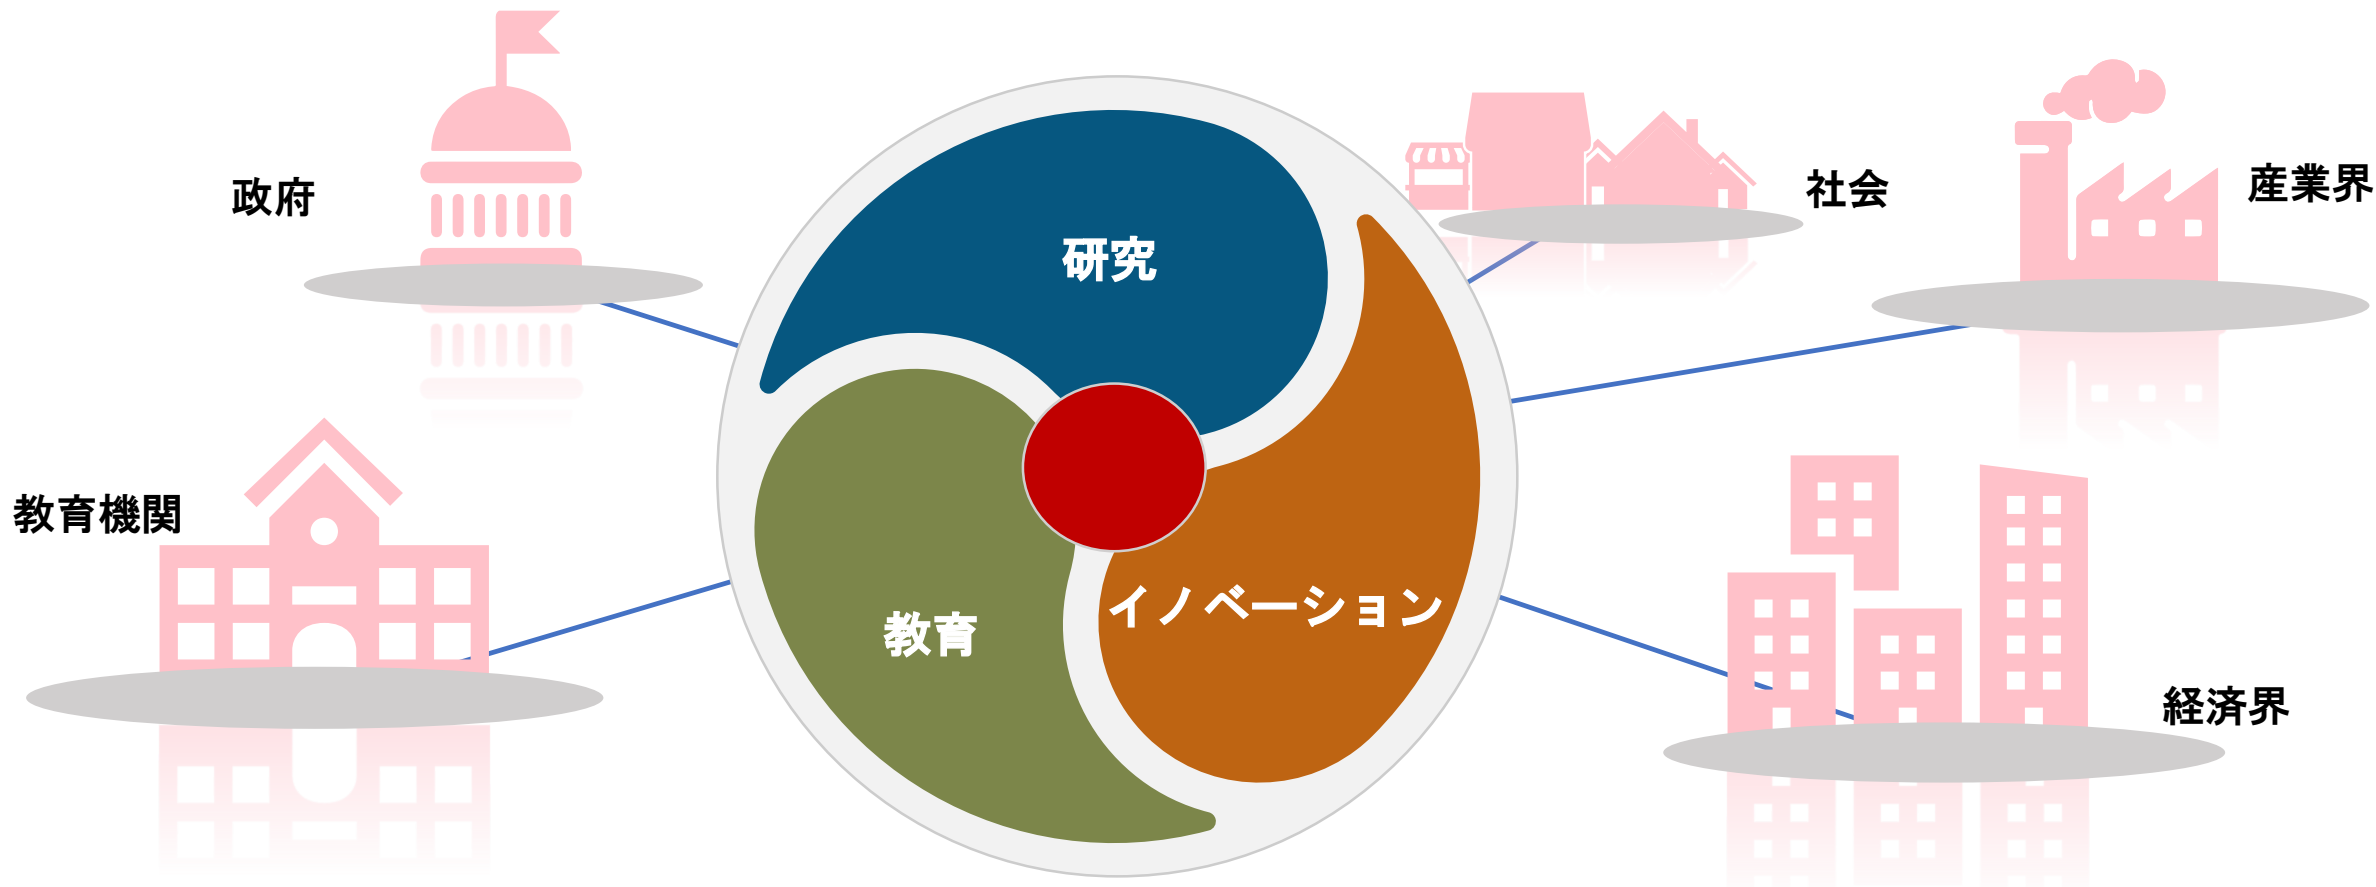 政府
社会
産業界
研究
教育機関
イノベーション
教育
経済界